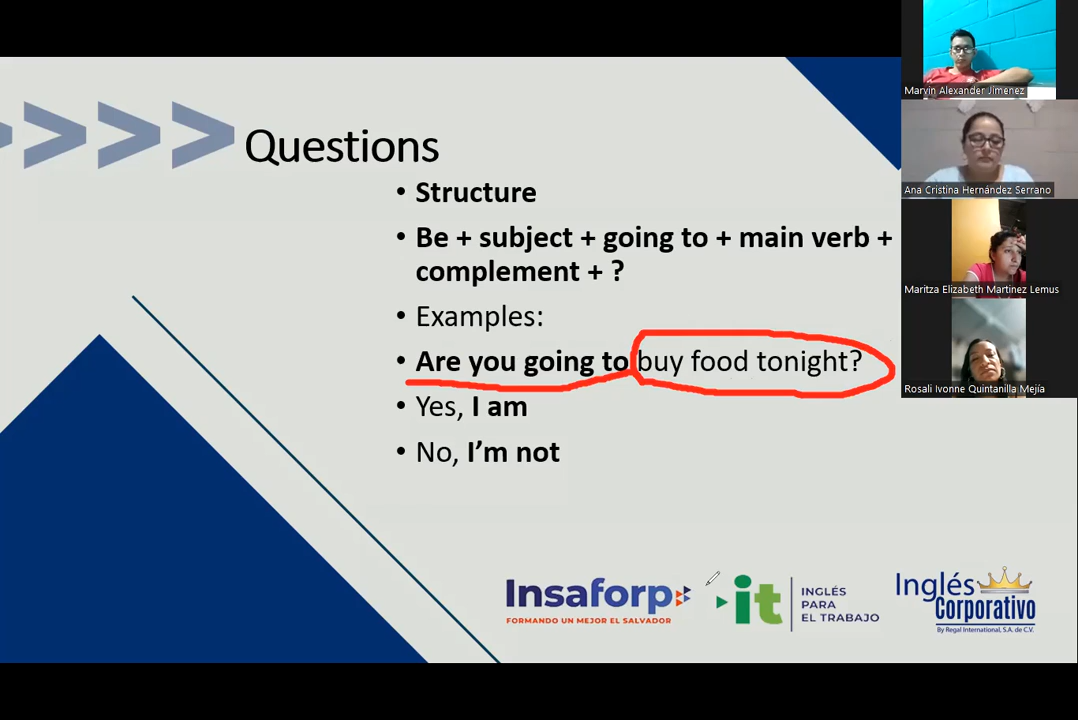 Questions
• Structure
• Be + subject + going to + main verb +
complement + ?
• Examples:
• Are you going to buy food tonight?
• Yes, I am
• No, I'm not
Insaforp
FORMANDO UN MEJOR EL SALVADOR
it
INGLÉS
PARA
EL TRABAJO
Inglés
Corporativo
By Regal International, S.A. de C.V.
Marvin Alexander Jimenez
Ana Cristina Hernández Serrano
Maritza Elizabeth Martinez Lemus
Rosali Ivonne Quintanilla Mejía